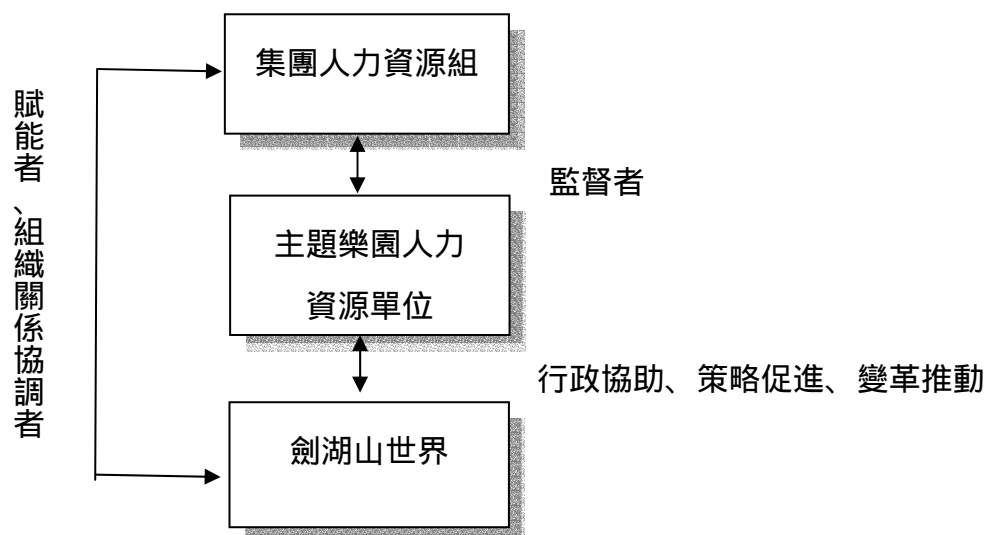 集團人力資源組
賦能者、組織關係協調者
監督者
主題樂園人力
資源單位
行政協助、策略促進、變革推動
劍湖山世界